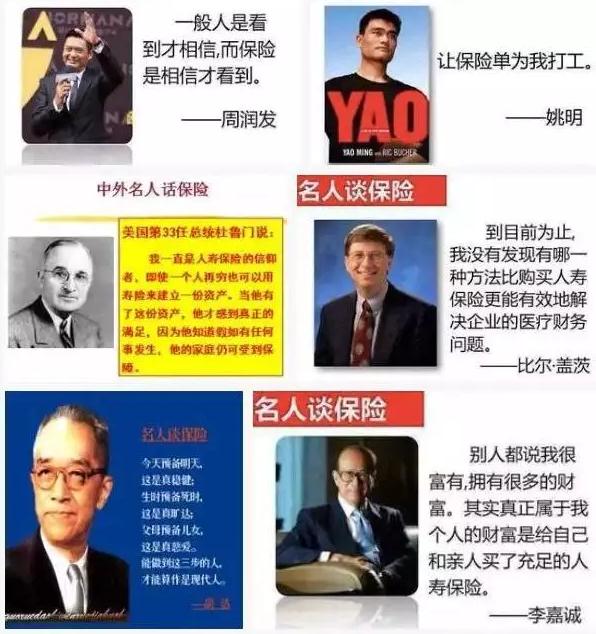 一般人是看
到才相信,而保险
是相信才看到。
——周润发
YAO
YAO MING WITH RIC BUCHER
让保险单为我打工。
——姚明
中外名人话保险
美国第33任总统杜鲁门说：
我一直是人寿保险的信仰
者、即使一个人再穷也可以用
寿险来建立一份资产。当他有
了这份资产，他才感到真正的
满足，因为他知道假如有任何
事发生，他的家庭仍可受到保
障。
名人谈保险
到目前为止,
我没有发现有哪一
种方法比购买人寿
保险更能有效地解
决企业的医疗财务
问题。
——比尔·盖茨
名人谈保险
今天预备明天,
这是真稳健;
生时预备死时,
这是真旷达;
父母预备儿女,
这是真慈爱。
能做到这三步的人,
才能算作是现代人。
—胡 适
名人谈保险
别人都说我很
富有,拥有很多的财
富。其实真正属于我
个人的财富是给自己
和亲人买了充足的人
寿保险。
——李嘉诚